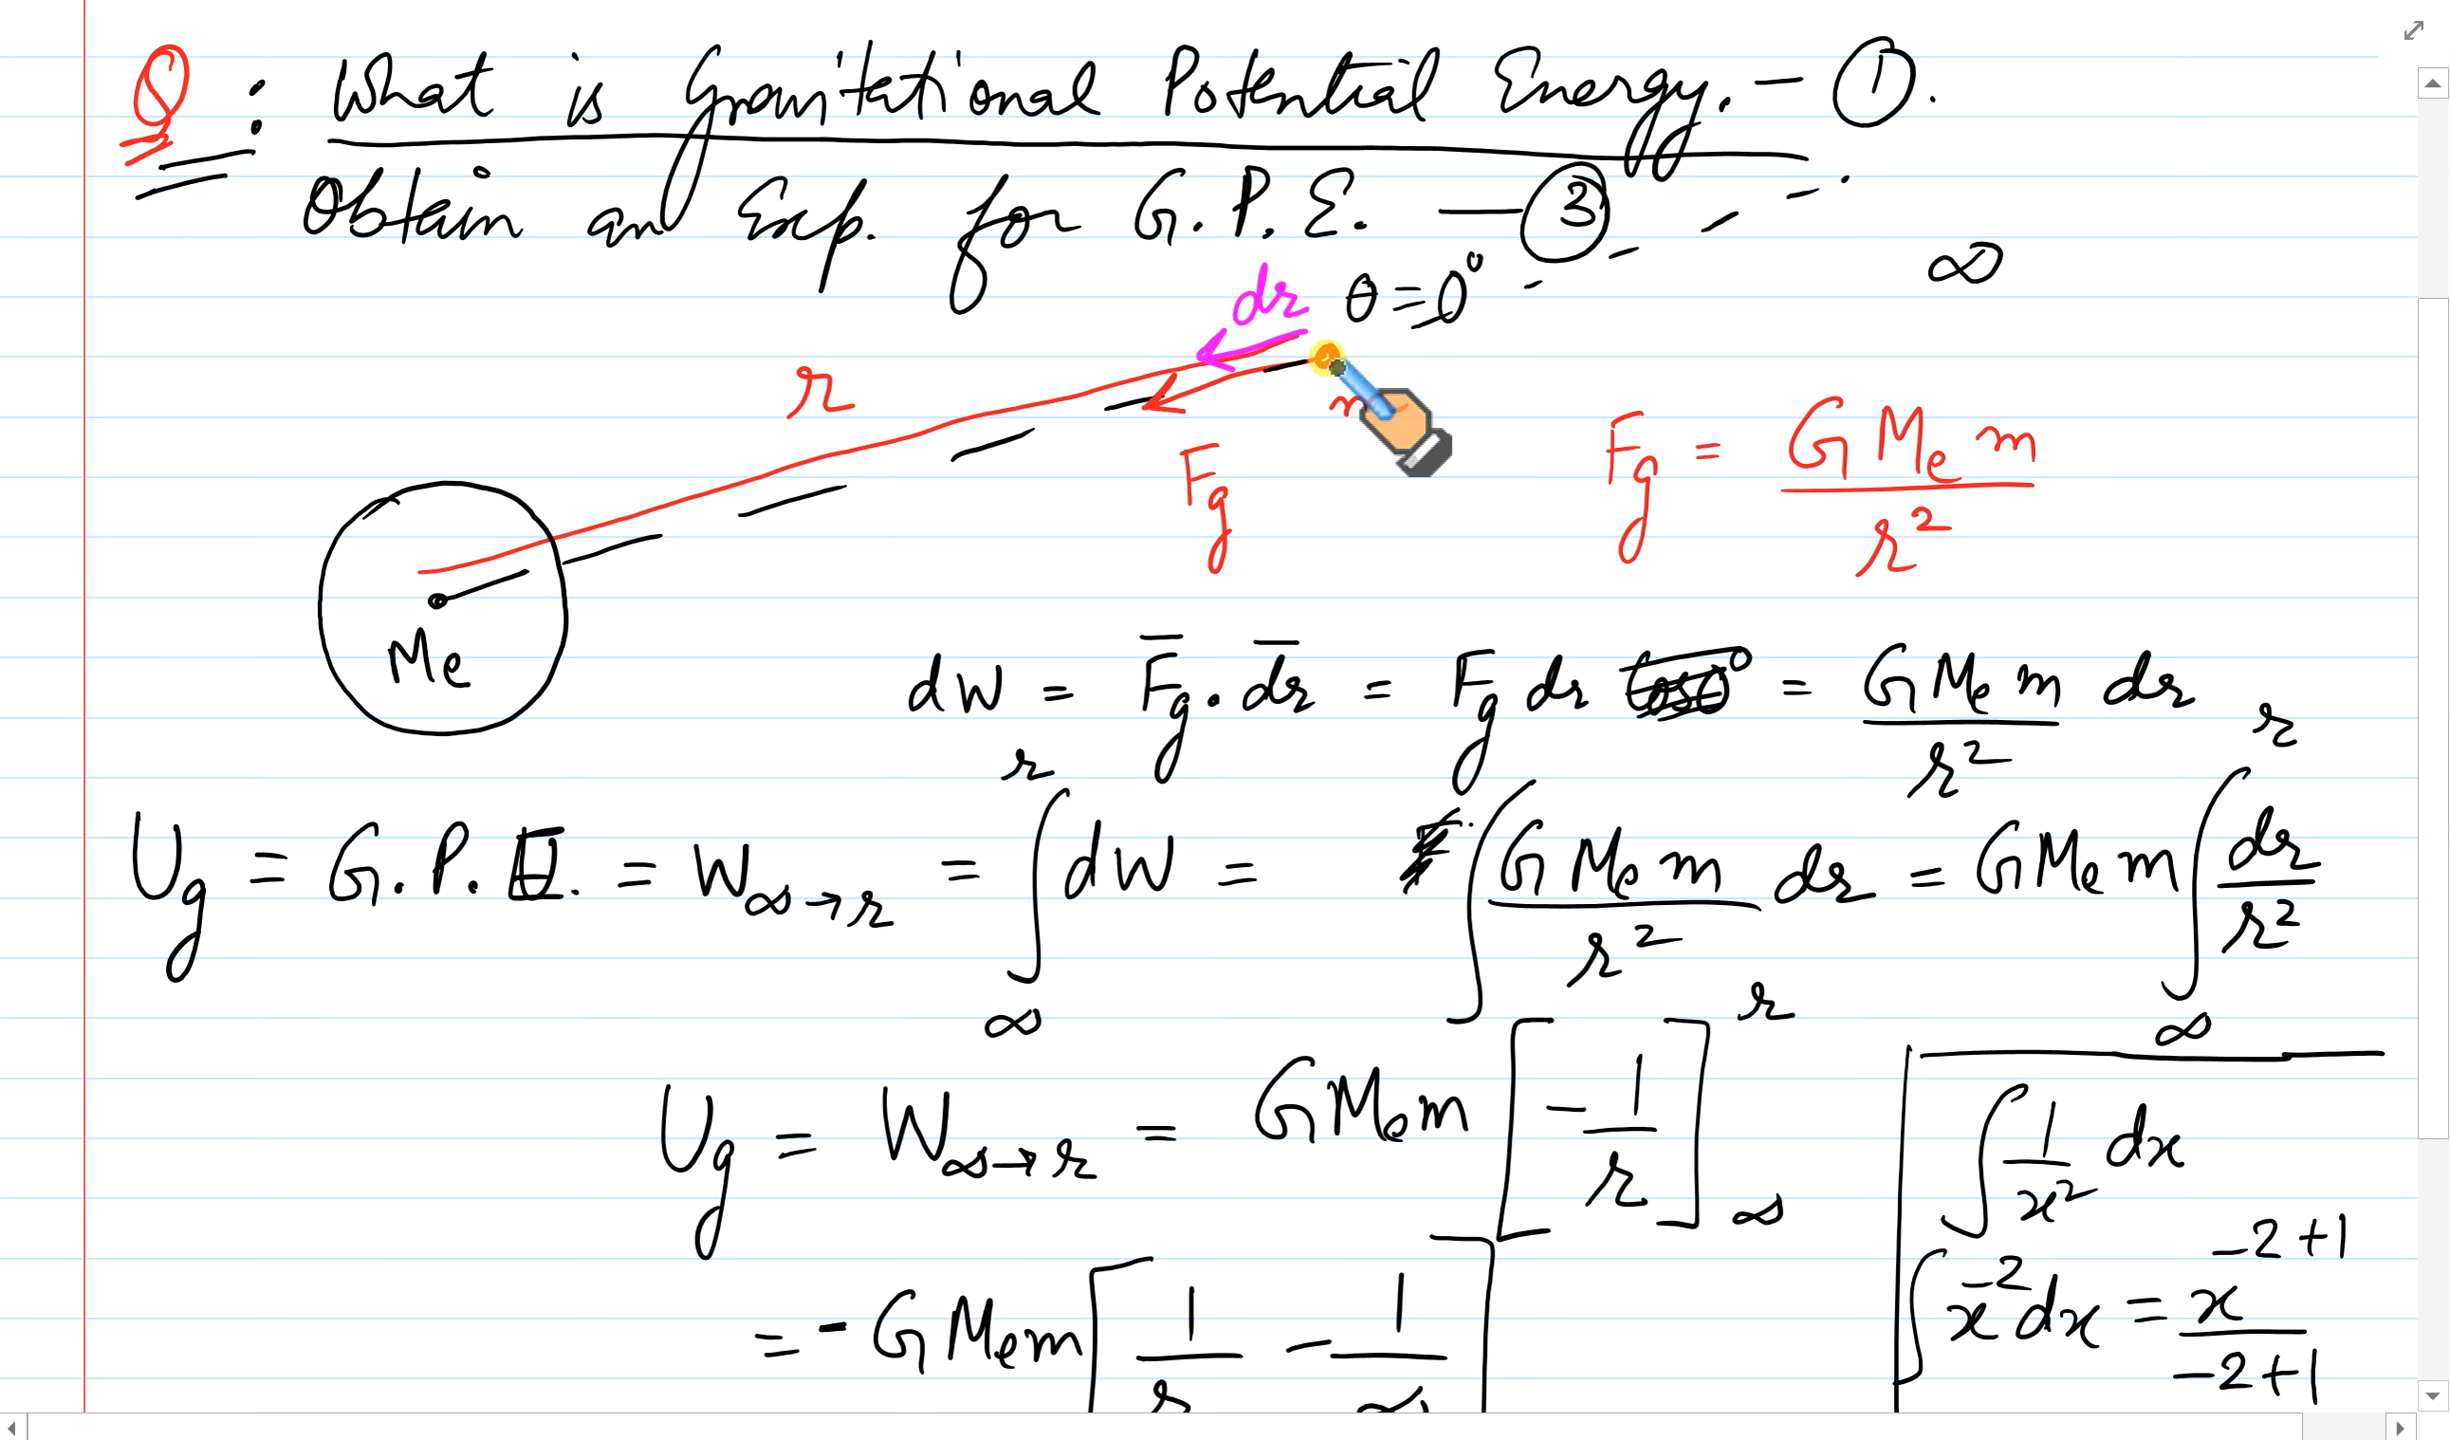 Q : What is Gravitational Potential Energy. - ①.
Obtain an Exp. for G.P.E. — ③
∞
dr θ = 0°
r
m
Fg
Fg = G Me m / r²
Me
dW = F̅g . d̅r̅ = Fg dr Cos0° = G Me m / r² dr
Ug = G.P.E. = W∞→r = ∫∞^r dW = ∫ G Me m / r² dr = G Me m ∫∞^r dr / r²
Ug = W∞→r = G Me m [ - 1 / r ]∞^r
∫ 1 / x² dx
= - G Me m [ 1 / r - 1 / ∞ ]
∫ x^-2 dx = x^-2+1 / -2+1